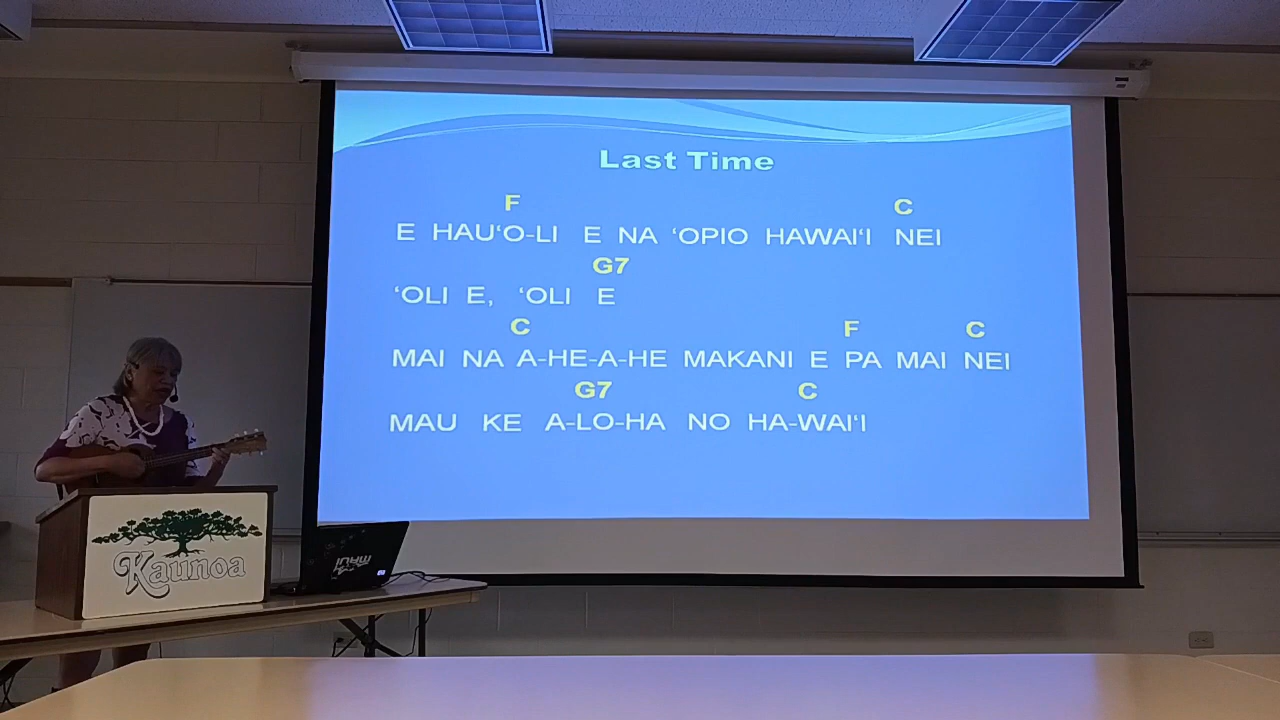 Last Time
F C
E HAU‘O-LI E NA ‘OPIO HAWAI‘I NEI
G7
‘OLI E, ‘OLI E
C F C
MAI NA A-HE-A-HE MAKANI E PA MAI NEI
G7 C
MAU KE A-LO-HA NO HA-WAI‘I
Kaunoa
MAUI